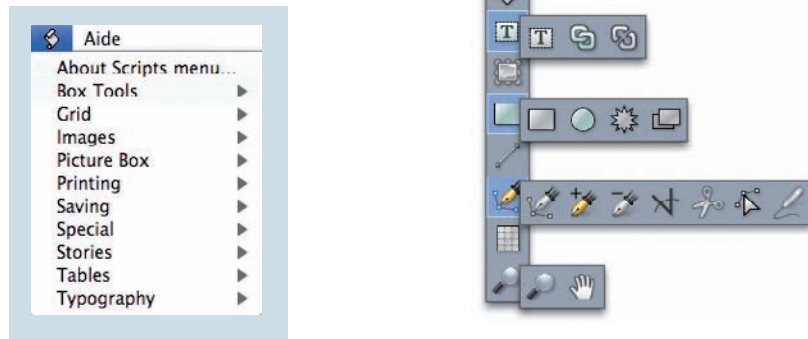 Aide
About Scripts menu...
Box Tools
Grid
Images
Picture Box
Printing
Saving
Special
Stories
Tables
Typography
T
T